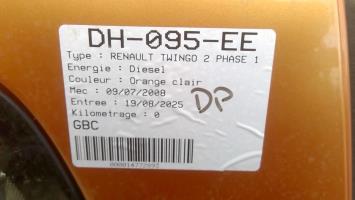 DH-095-EE
Type : RENAULT TWINGO 2 PHASE 1
Energie : Diesel
Couleur : Orange clair
Mec : 09/07/2008
Entree : 19/08/2025
DP
Kilometrage : 0
GBC